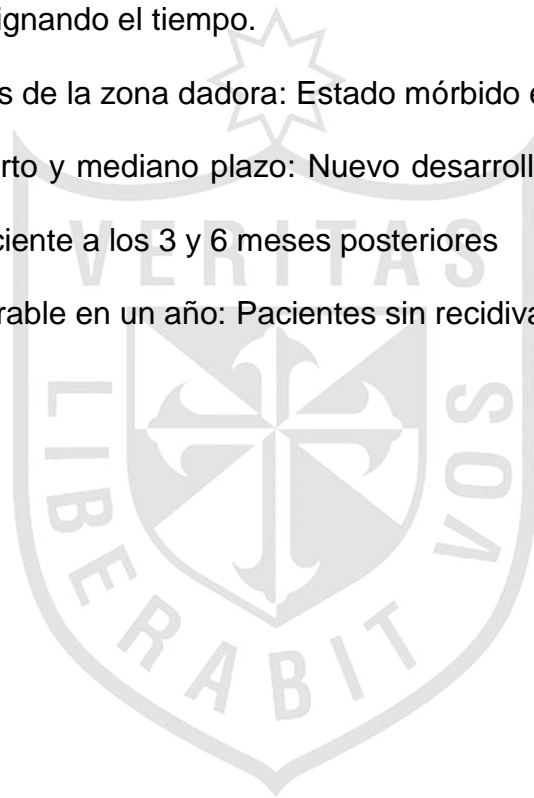 ignando el tiempo.
s de la zona dadora: Estado mórbido
rto y mediano plazo: Nuevo desarroll
ciente a los 3 y 6 meses posteriores
rable en un año: Pacientes sin recidiva
VERITAS
LIBERABIT VOS